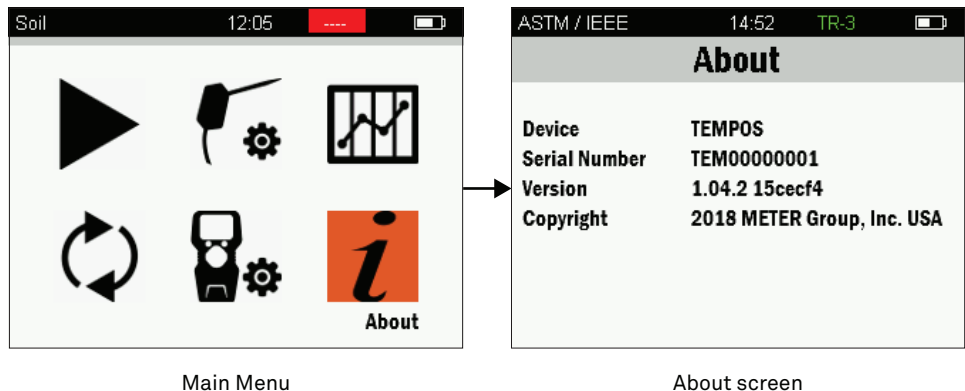 Soil 12:05 ----
About
Main Menu
ASTM / IEEE 14:52 TR-3
About
Device TEMPOS
Serial Number TEM00000001
Version 1.04.2 15cecf4
Copyright 2018 METER Group, Inc. USA
About screen